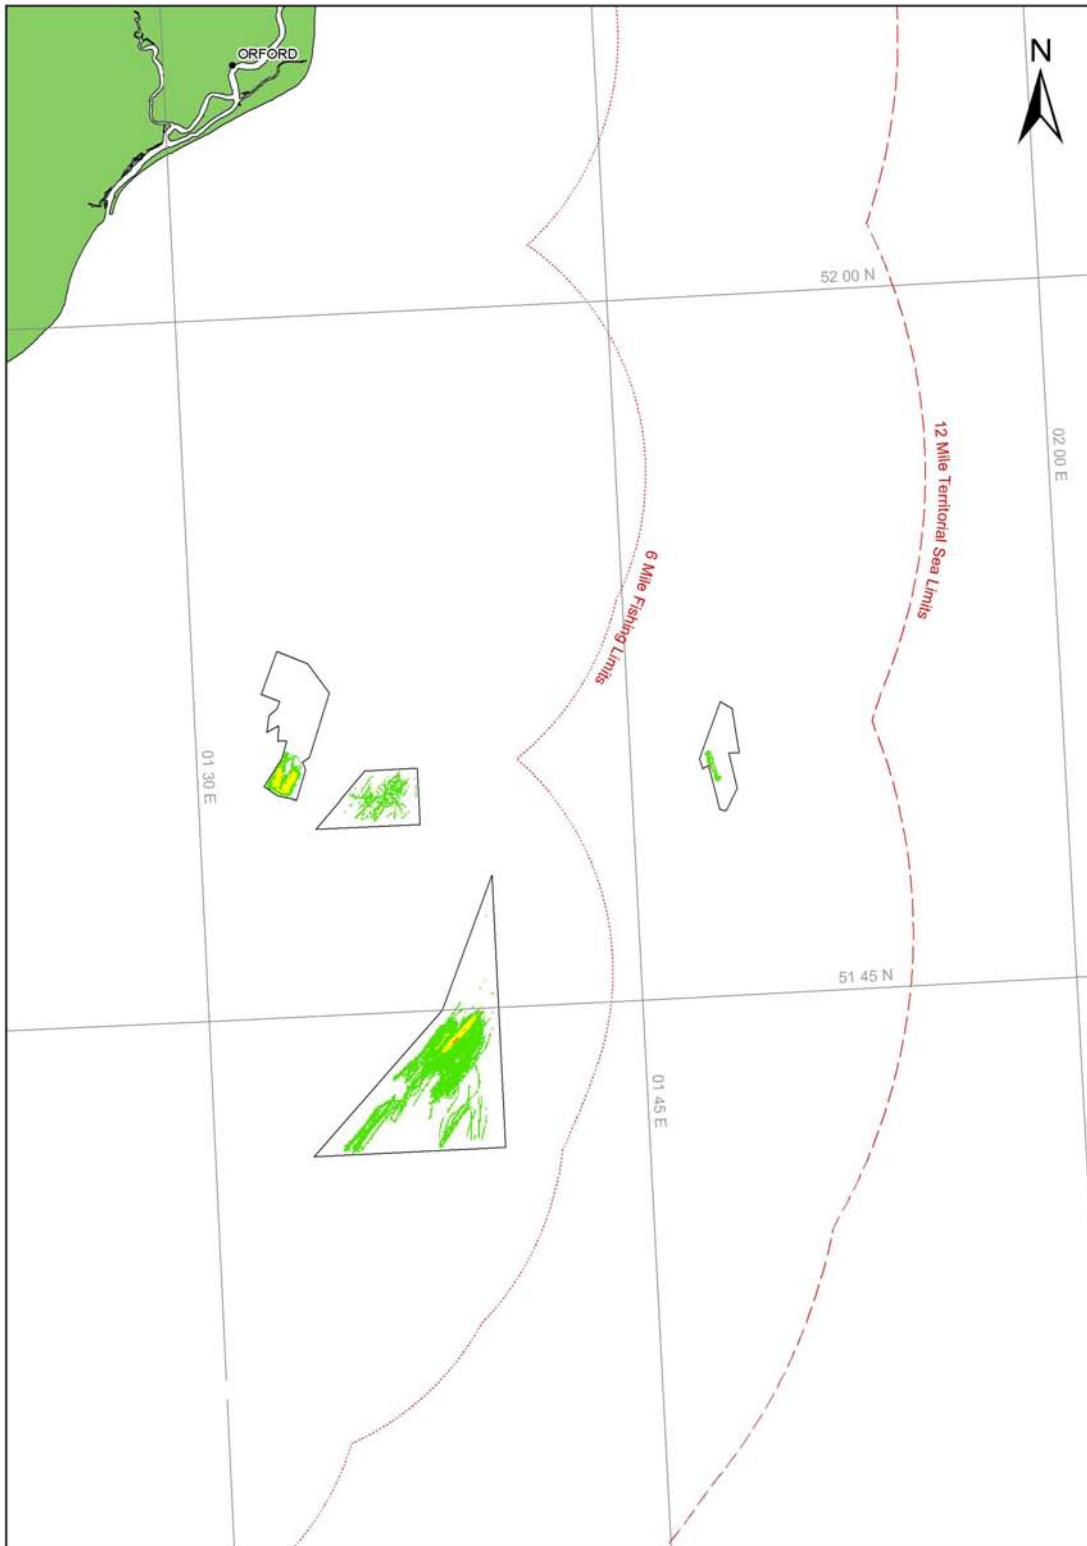 ORFORD
N
52 00 N
12 Mile Territorial Sea Limits
02 00 E
6 Mile Fishing Limits
01 30 E
51 45 N
01 45 E